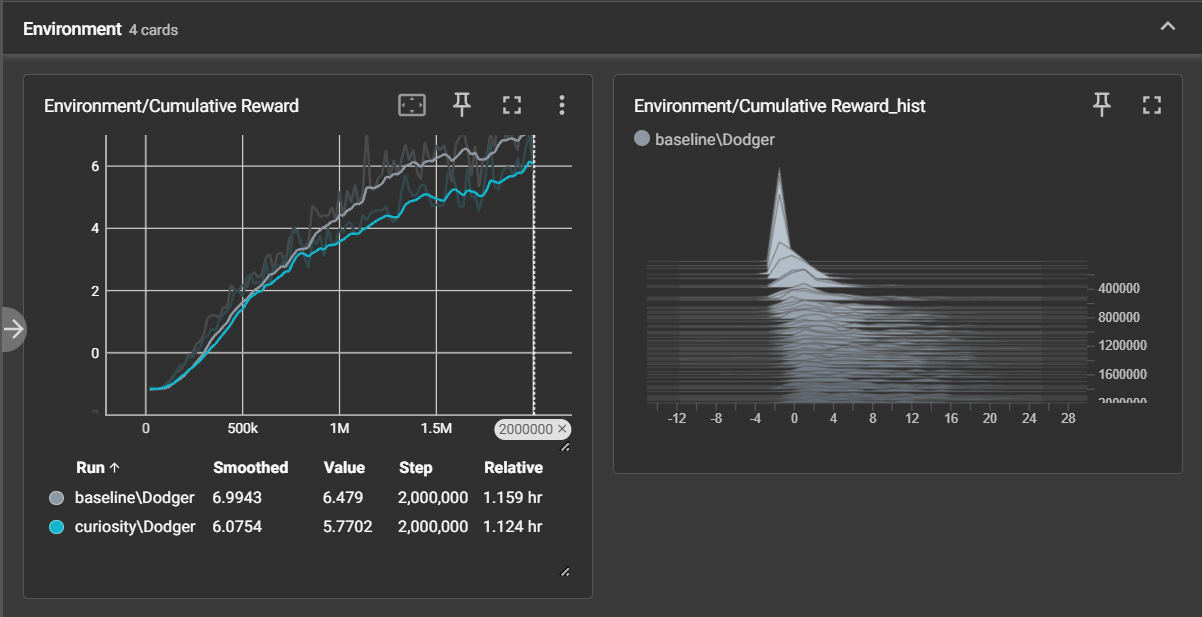 Environment 4 cards
Environment/Cumulative Reward
6
4
2
0
0 500k 1M 1.5M 2000000 ✕
Run ↑ Smoothed Value Step Relative
baseline\Dodger 6.9943 6.479 2,000,000 1.159 hr
curiosity\Dodger 6.0754 5.7702 2,000,000 1.124 hr
Environment/Cumulative Reward_hist
baseline\Dodger
400000
800000
1200000
1600000
2000000
-12 -8 -4 0 4 8 12 16 20 24 28